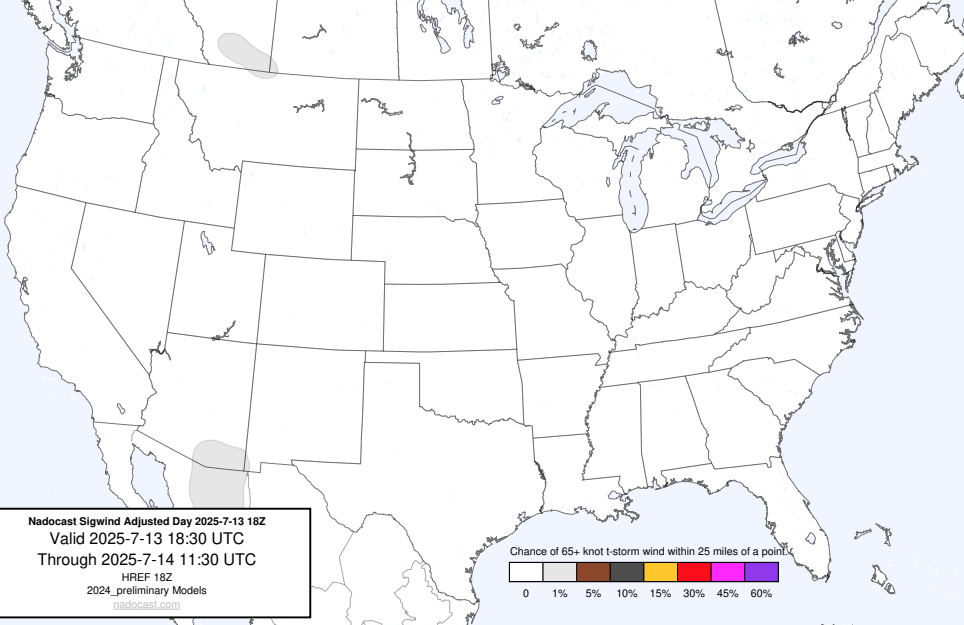 Nadocast Sigwind Adjusted Day 2025-7-13 18Z
Valid 2025-7-13 18:30 UTC
Through 2025-7-14 11:30 UTC
HREF 18Z
2024_preliminary Models
nadocast.com
Chance of 65+ knot t-storm wind within 25 miles of a point.
0 1% 5% 10% 15% 30% 45% 60%